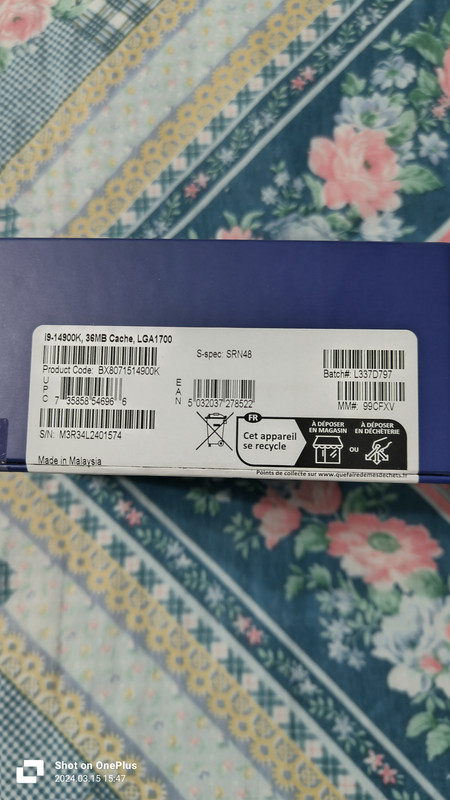 i9-14900K, 36MB Cache, LGA1700
S-spec: SRN48
Product Code: BX8071514900K
Batch#: L337D797
UPC
7 35858 54696 6
EAN
5 032037 278522
MM#: 99CFXV
S/N: M3R34L2401574
FR
Cet appareil
se recycle
À DÉPOSER
EN MAGASIN
OU
À DÉPOSER
EN DÉCHÈTERIE
Made in Malaysia
Points de collecte sur www.quefairedemesdechets.fr
Shot on OnePlus
2024.03.15 15:47